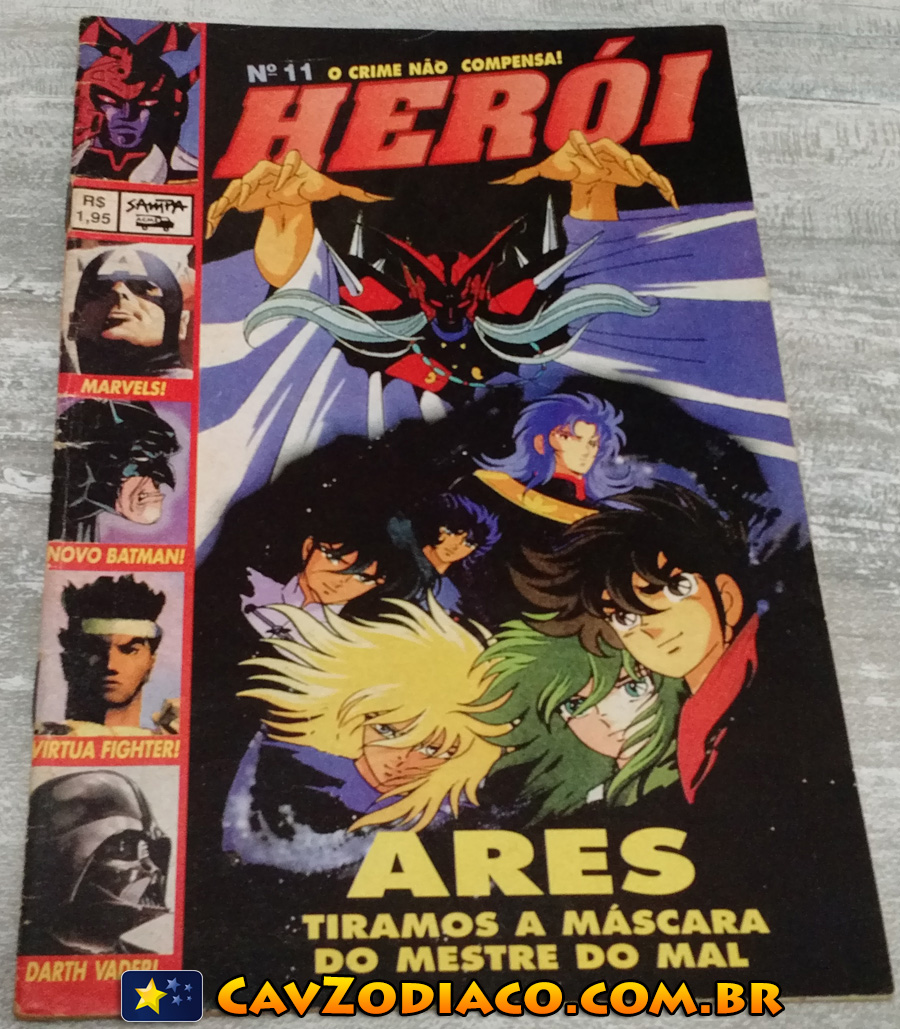 Nº 11 O CRIME NÃO COMPENSA!
HERÓI
R$
1,95
SAMPA
ACME
MARVELS!
NOVO BATMAN!
VIRTUA FIGHTER!
DARTH VADER!
ARES
TIRAMOS A MÁSCARA
DO MESTRE DO MAL
CAVZODIACO.COM.BR